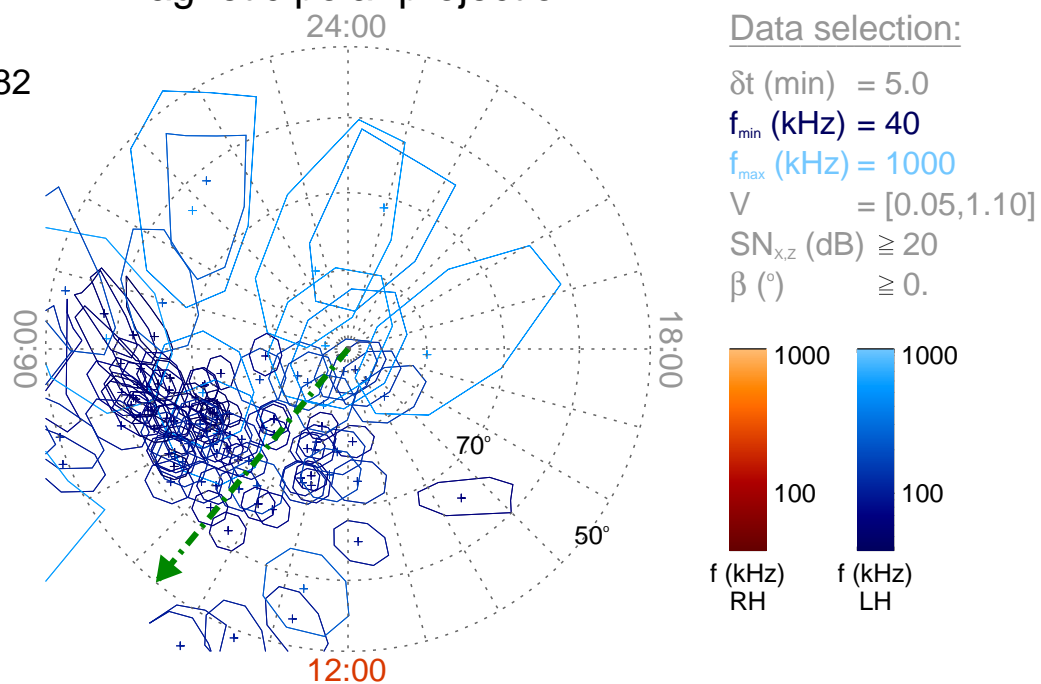 24:00
82
06:00
18:00
70°
50°
12:00
Data selection:
δt (min) = 5.0
fmin (kHz) = 40
fmax (kHz) = 1000
V = [0.05,1.10]
SNx,z (dB) ≧ 20
β (°) ≧ 0.
1000 1000
100 100
f (kHz) f (kHz)
RH LH